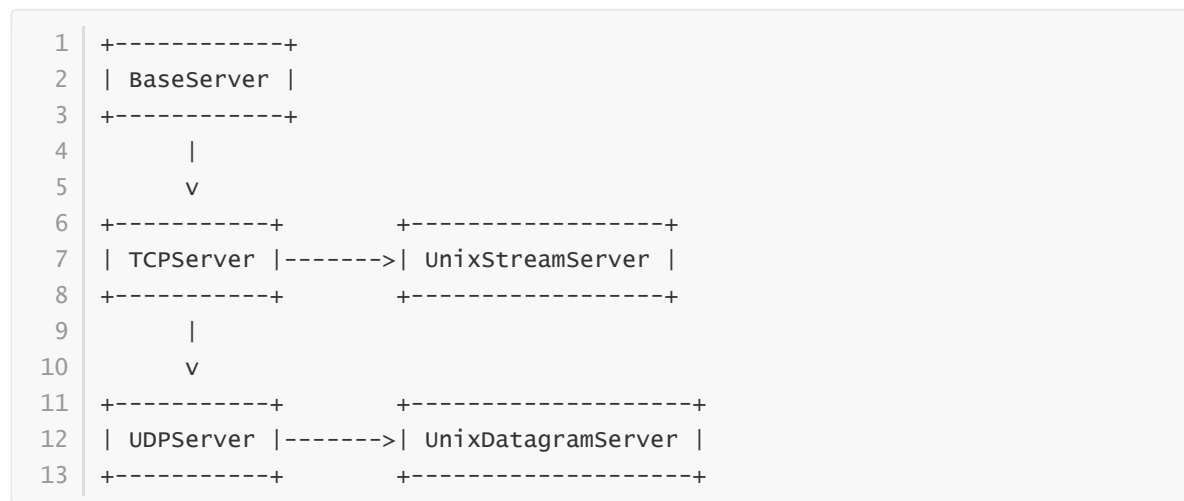 1 +------------+
2 | BaseServer |
3 +------------+
4       |
5       v
6 +-----------+        +------------------+
7 | TCPServer |------->| UnixStreamServer |
8 +-----------+        +------------------+
9       |
10       v
11 +-----------+        +--------------------+
12 | UDPServer |------->| UnixDatagramServer |
13 +-----------+        +--------------------+